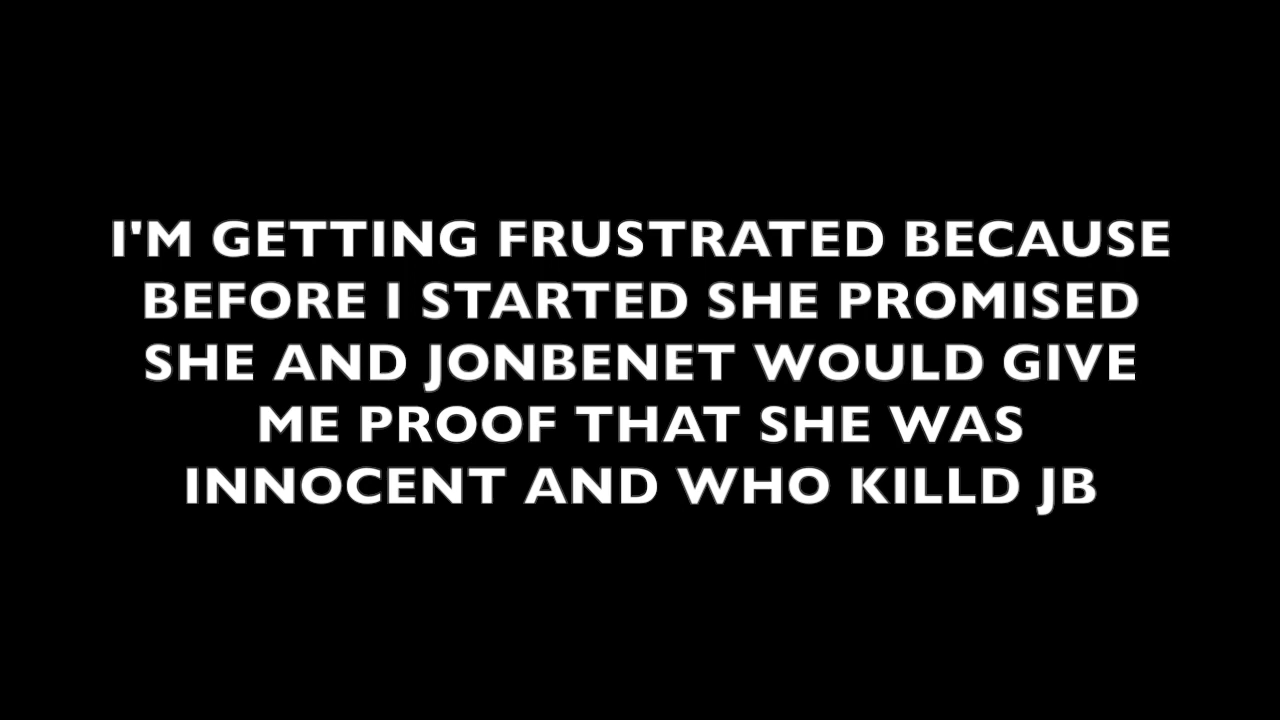 I'M GETTING FRUSTRATED BECAUSE
BEFORE I STARTED SHE PROMISED
SHE AND JONBENET WOULD GIVE
ME PROOF THAT SHE WAS
INNOCENT AND WHO KILLD JB